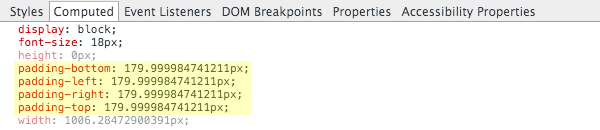 Styles Computed Event Listeners DOM Breakpoints Properties Accessibility Properties
display: block;
font-size: 18px;
height: 0px;
padding-bottom: 179.999984741211px;
padding-left: 179.999984741211px;
padding-right: 179.999984741211px;
padding-top: 179.999984741211px;
width: 1006.28472900391px;